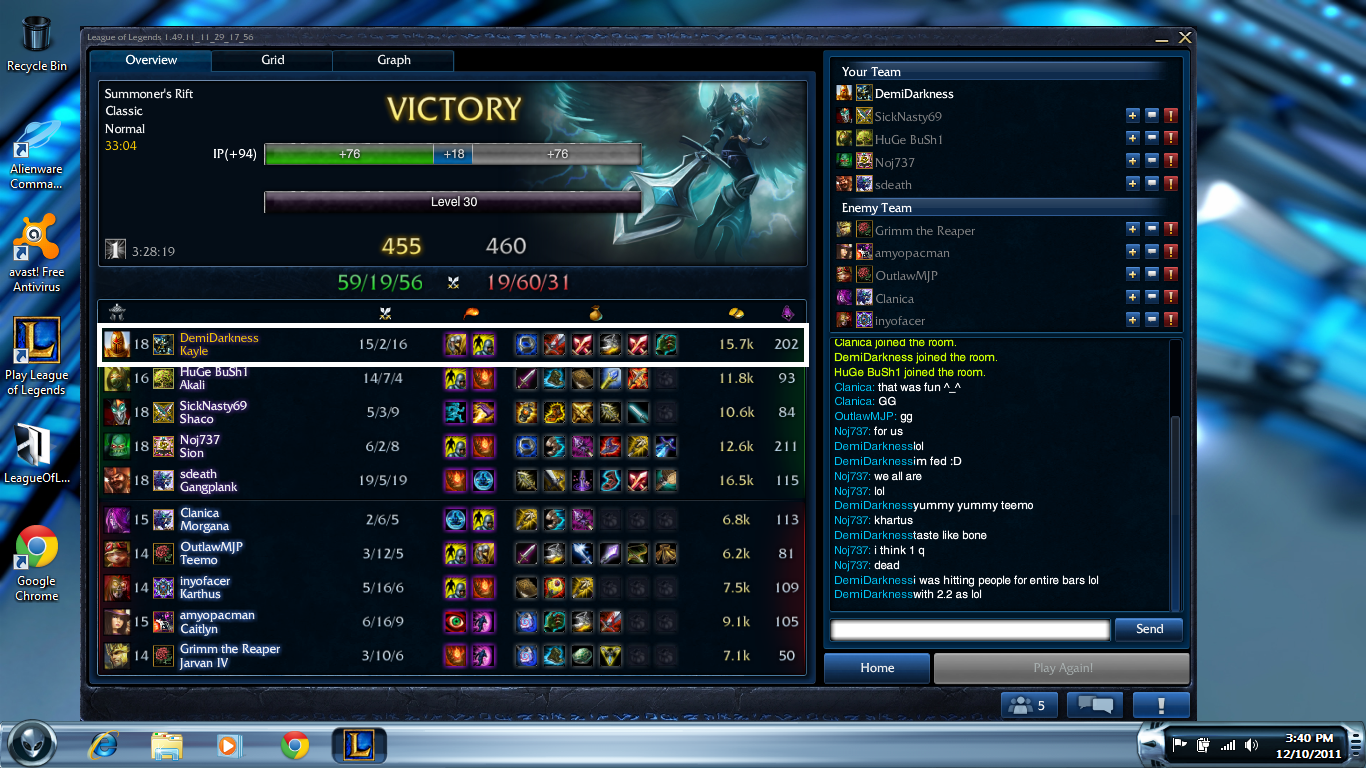 League of Legends 1.49.11_11_29_17_56
Recycle Bin
Alienware
Comma...
avast! Free
Antivirus
Play League
of Legends
LeagueOfL...
Google
Chrome
Overview
Grid
Graph
Summoner's Rift
Classic
Normal
33:04
VICTORY
IP(+94)
+76
+18
+76
Level 30
1
3:28:19
455
460
59/19/56
19/60/31
18 DemiDarkness 15/2/16 15.7k 202
Kayle
16 HuGe BuSh1 14/7/4 11.8k 93
Akali
18 SickNasty69 5/3/9 10.6k 84
Shaco
18 Noj737 6/2/8 12.6k 211
Sion
18 sdeath 19/5/19 16.5k 115
Gangplank
15 Clanica 2/6/5 6.8k 113
Morgana
14 OutlawMJP 3/12/5 6.2k 81
Teemo
14 inyofacer 5/16/6 7.5k 109
Karthus
15 amyopacman 6/16/9 9.1k 105
Caitlyn
14 Grimm the Reaper 3/10/6 7.1k 50
Jarvan IV
Your Team
DemiDarkness
SickNasty69
HuGe BuSh1
Noj737
sdeath
Enemy Team
Grimm the Reaper
amyopacman
OutlawMJP
Clanica
inyofacer
Clanica joined the room.
DemiDarkness joined the room.
HuGe BuSh1 joined the room.
Clanica: that was fun ^_^
Clanica: GG
OutlawMJP: gg
Noj737: for us
DemiDarknesslol
DemiDarknessim fed :D
Noj737: we all are
Noj737: lol
DemiDarknessyummy yummy teemo
Noj737: khartus
DemiDarknesstaste like bone
Noj737: i think 1 q
Noj737: dead
DemiDarknessi was hitting people for entire bars lol
DemiDarknesswith 2.2 as lol
Send
Home
Play Again!
5
3:40 PM
12/10/2011